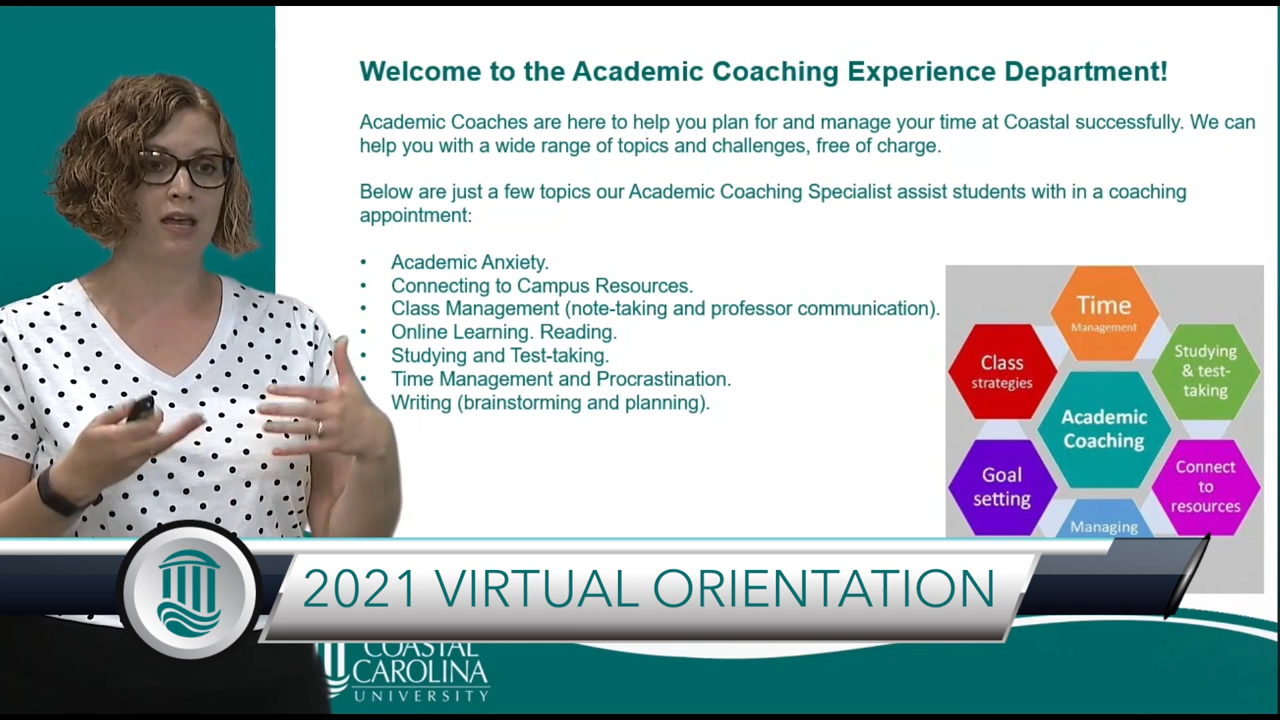 Welcome to the Academic Coaching Experience Department!
Academic Coaches are here to help you plan for and manage your time at Coastal successfully. We can
help you with a wide range of topics and challenges, free of charge.
Below are just a few topics our Academic Coaching Specialist assist students with in a coaching
appointment:
• Academic Anxiety.
• Connecting to Campus Resources.
• Class Management (note-taking and professor communication).
• Online Learning. Reading.
• Studying and Test-taking.
• Time Management and Procrastination.
Writing (brainstorming and planning).
Time
Management
Class
strategies
Studying
& test-
taking
Academic
Coaching
Goal
setting
Connect
to
resources
Managing
2021 VIRTUAL ORIENTATION
COASTAL
CAROLINA
UNIVERSITY